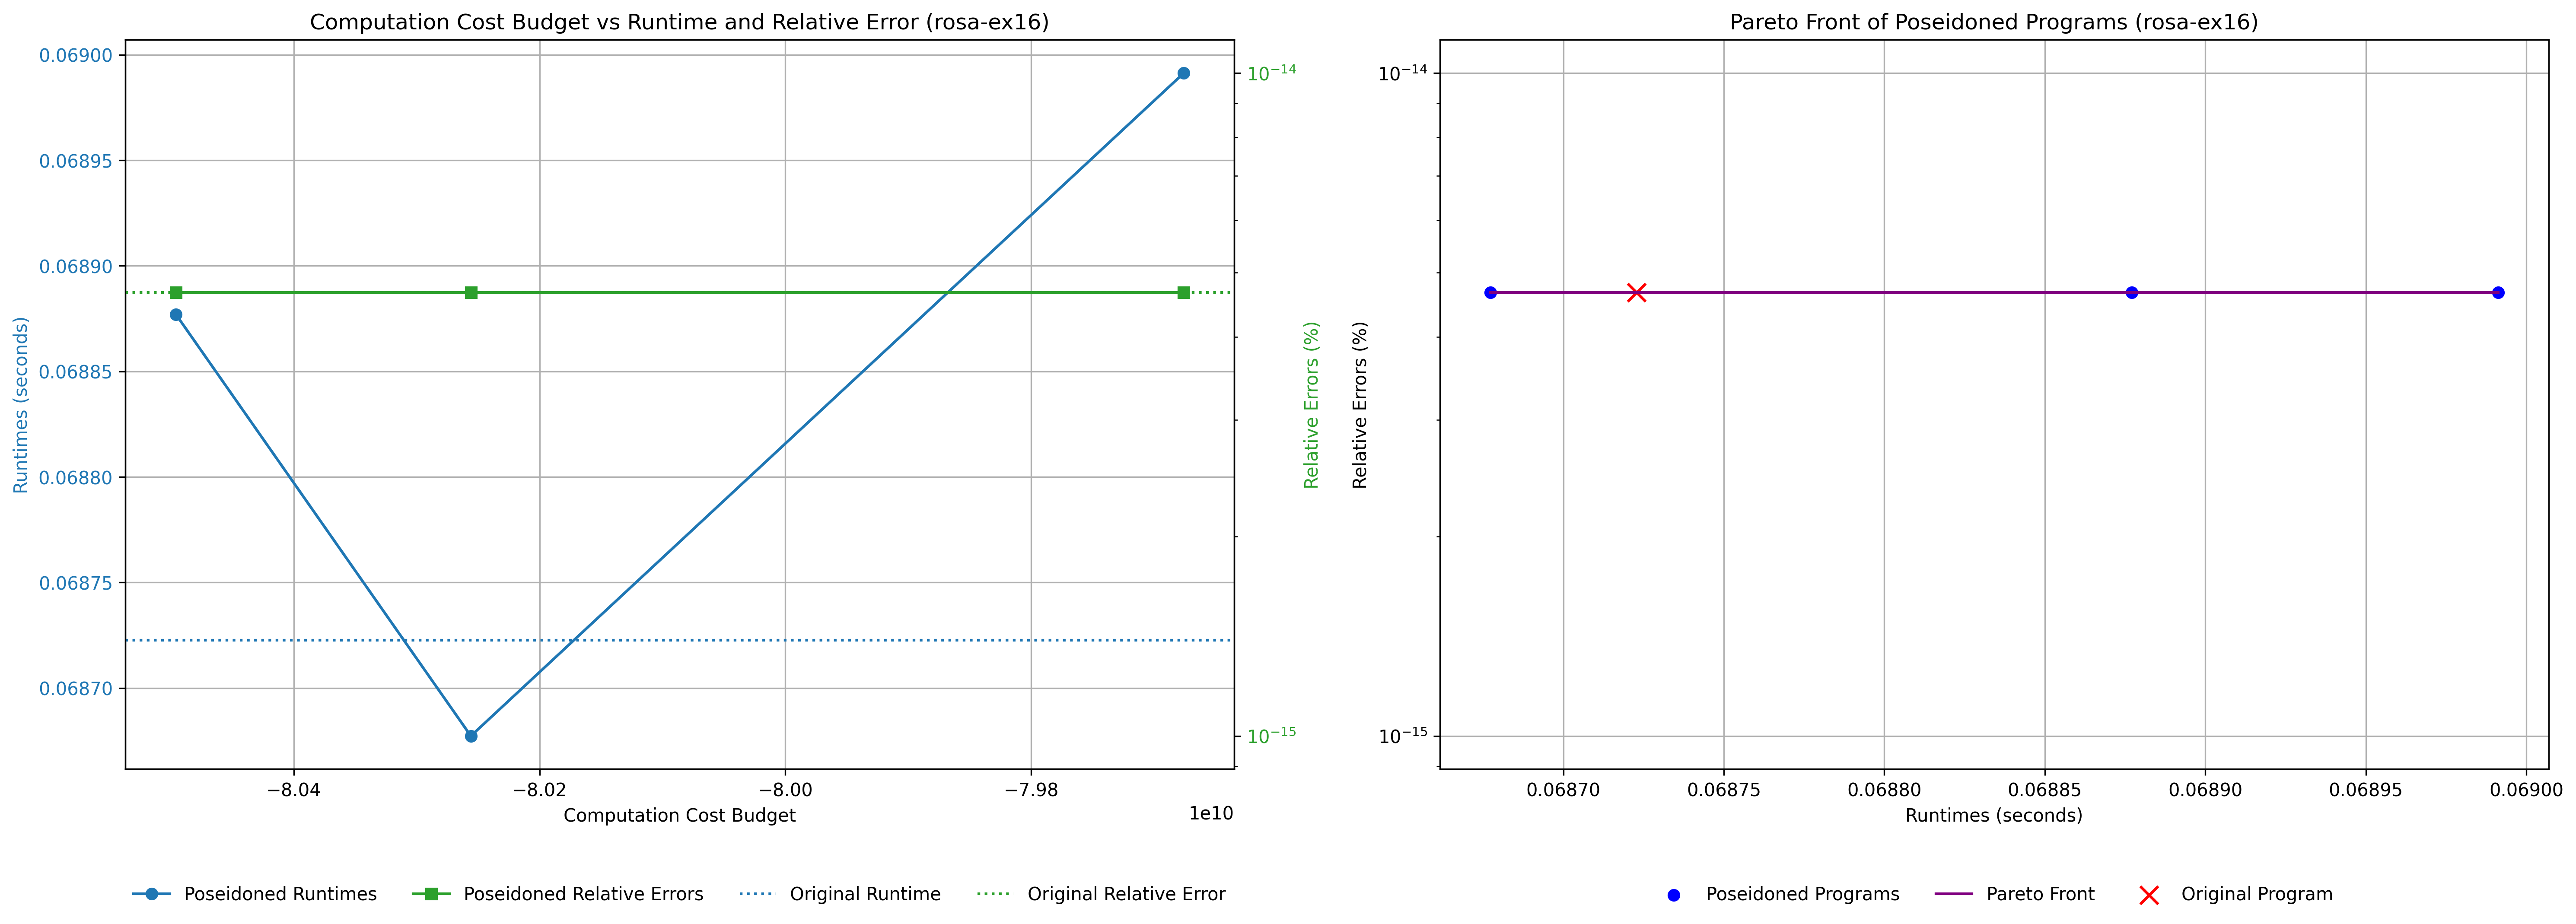 Computation Cost Budget vs Runtime and Relative Error (rosa-ex16)
Runtimes (seconds)
0.06900
0.06895
0.06890
0.06885
0.06880
0.06875
0.06870
−8.04
−8.02
−8.00
−7.98
1e10
Computation Cost Budget
10⁻¹⁴
10⁻¹⁵
Relative Errors (%)
Poseidoned Runtimes
Poseidoned Relative Errors
Original Runtime
Original Relative Error
Pareto Front of Poseidoned Programs (rosa-ex16)
Relative Errors (%)
10⁻¹⁴
10⁻¹⁵
0.06870
0.06875
0.06880
0.06885
0.06890
0.06895
0.06900
Runtimes (seconds)
Poseidoned Programs
Pareto Front
Original Program